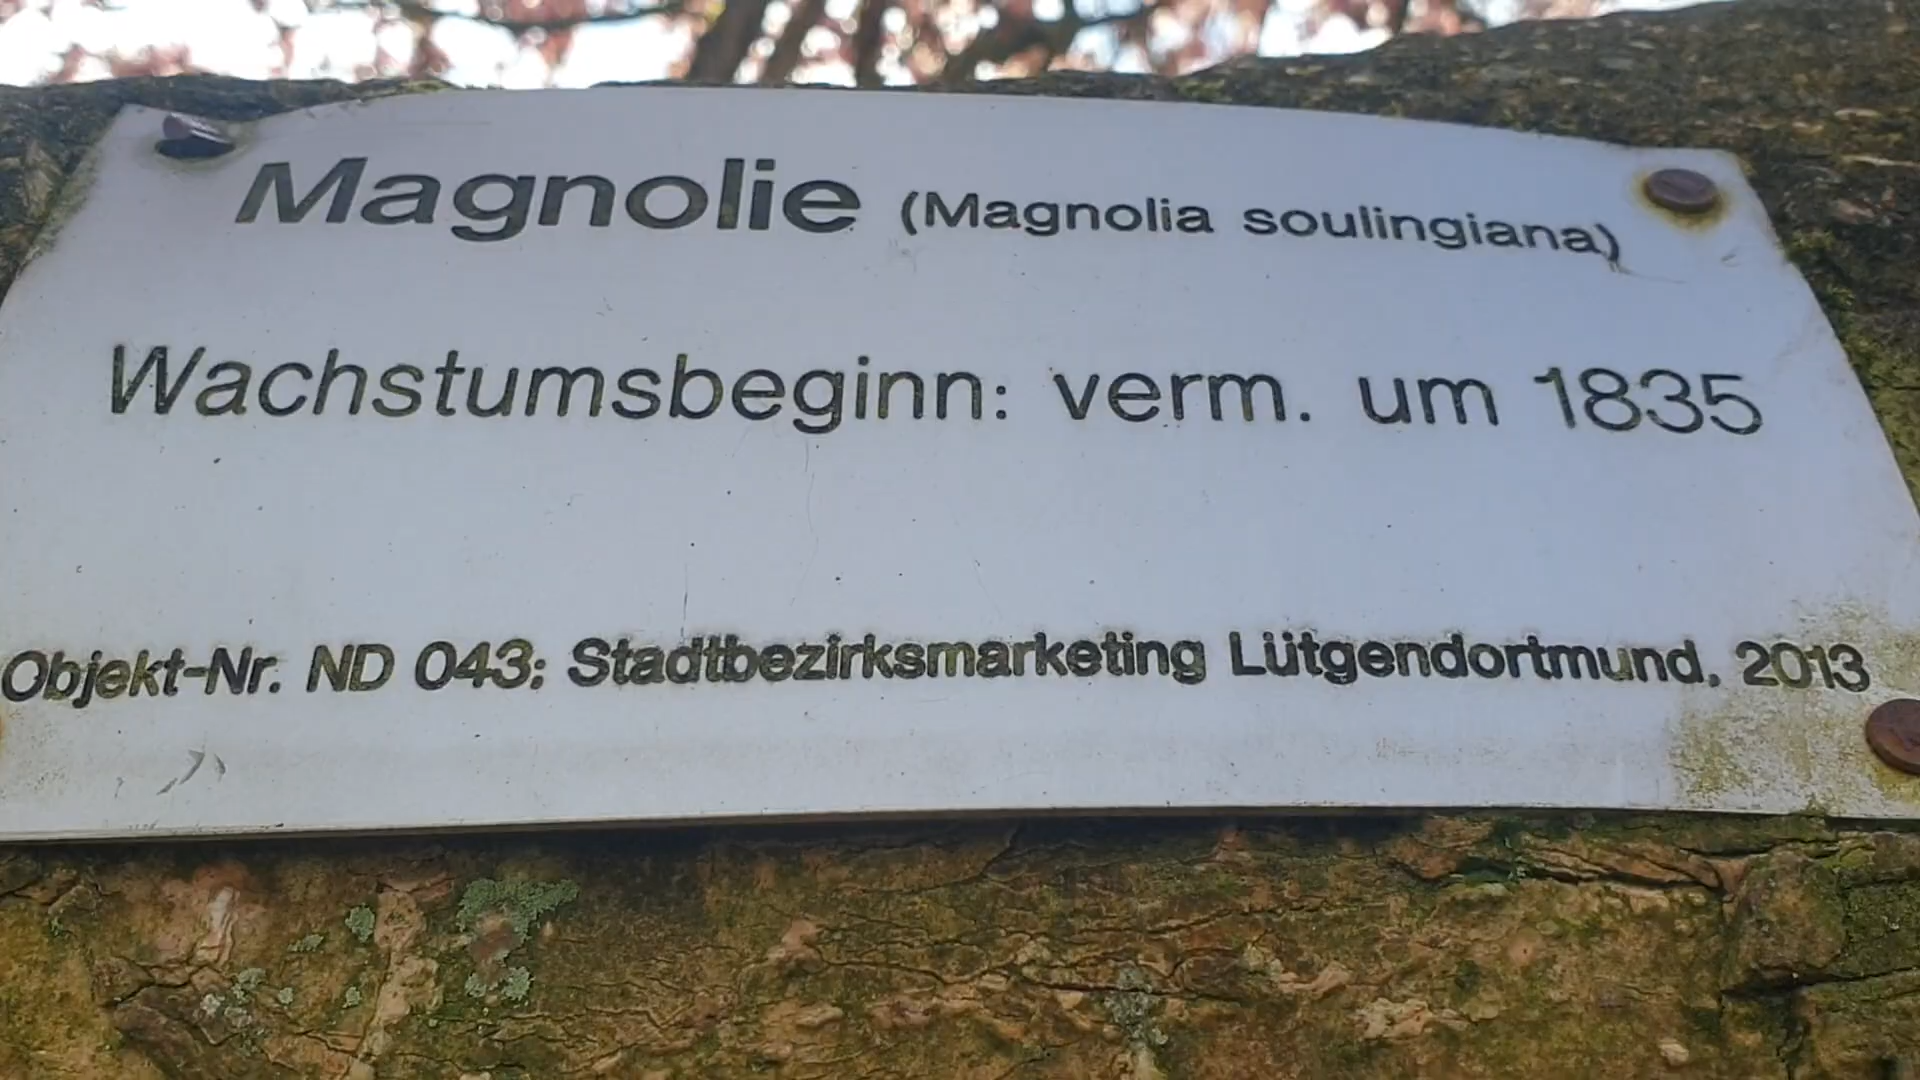 Magnolie (Magnolia soulingiana)
Wachstumsbeginn: verm. um 1835
Objekt-Nr. ND 043; Stadtbezirksmarketing Lütgendortmund, 2013